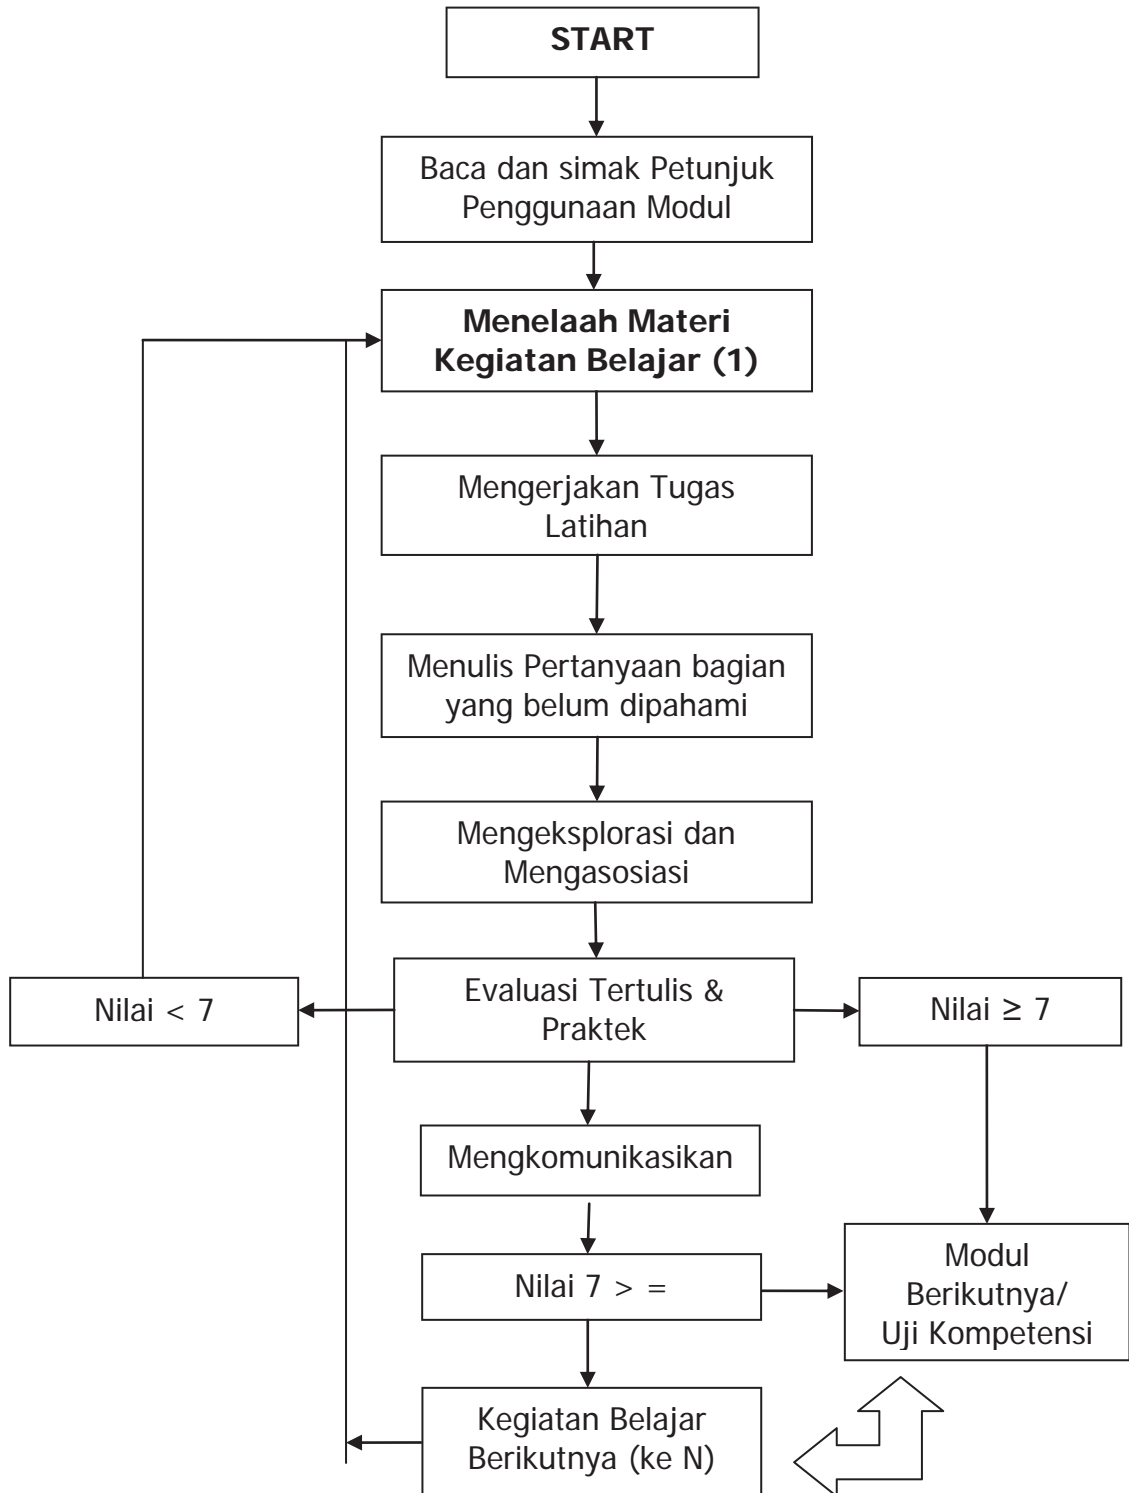 START
Baca dan simak Petunjuk
Penggunaan Modul
Menelaah Materi
Kegiatan Belajar (1)
Mengerjakan Tugas
Latihan
Menulis Pertanyaan bagian
yang belum dipahami
Mengeksplorasi dan
Mengasosiasi
Nilai < 7
Evaluasi Tertulis &
Praktek
Nilai ≥ 7
Mengkomunikasikan
Nilai 7 > =
Modul
Berikutnya/
Uji Kompetensi
Kegiatan Belajar
Berikutnya (ke N)